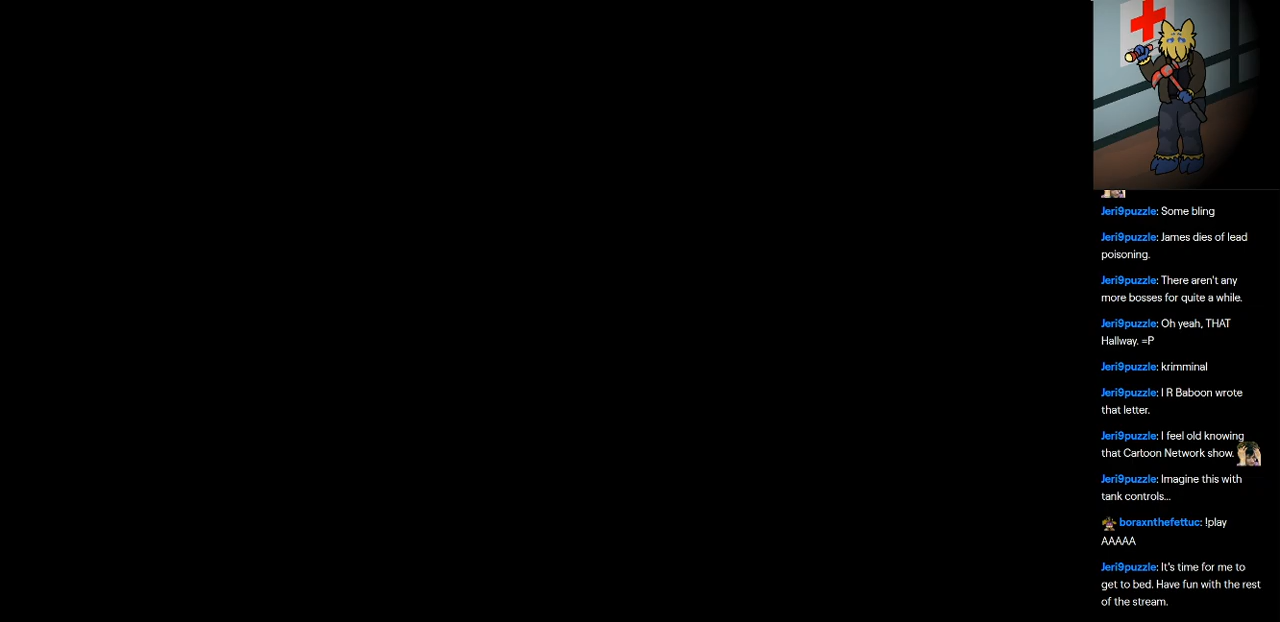 Jeri9puzzle: Some bling
Jeri9puzzle: James dies of lead
poisoning.
Jeri9puzzle: There aren't any
more bosses for quite a while.
Jeri9puzzle: Oh yeah, THAT
Hallway. =P
Jeri9puzzle: krimminal
Jeri9puzzle: I R Baboon wrote
that letter.
Jeri9puzzle: I feel old knowing
that Cartoon Network show.
Jeri9puzzle: Imagine this with
tank controls...
boraxnthefettuc: !play
AAAAA
Jeri9puzzle: It's time for me to
get to bed. Have fun with the rest
of the stream.